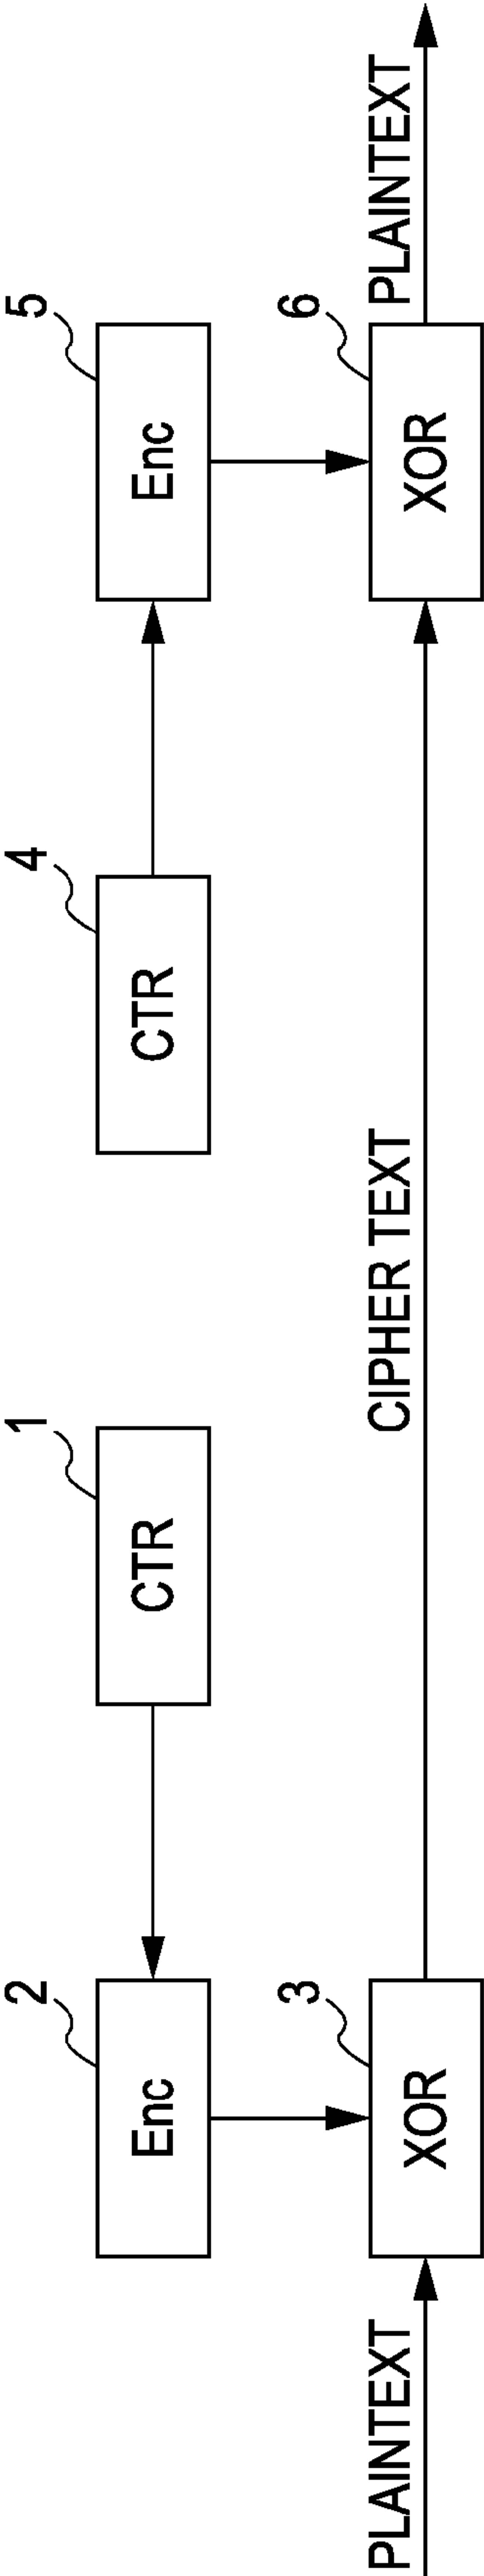 2
1
4
5
Enc
CTR
CTR
Enc
3
6
PLAINTEXT
XOR
CIPHER TEXT
XOR
PLAINTEXT